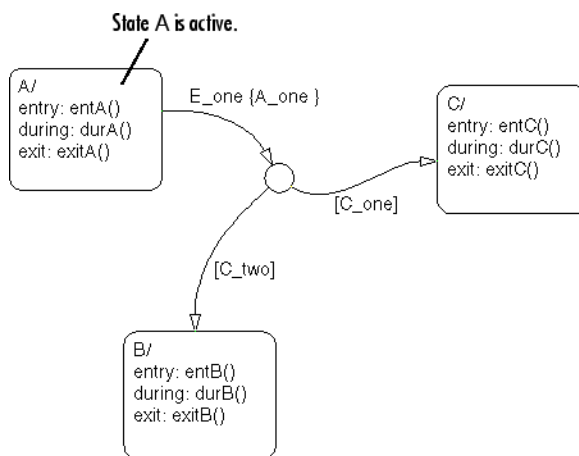 State A is active.
A/
entry: entA()
during: durA()
exit: exitA()
E_one {A_one }
C/
entry: entC()
during: durC()
exit: exitC()
[C_one]
[C_two]
B/
entry: entB()
during: durB()
exit: exitB()